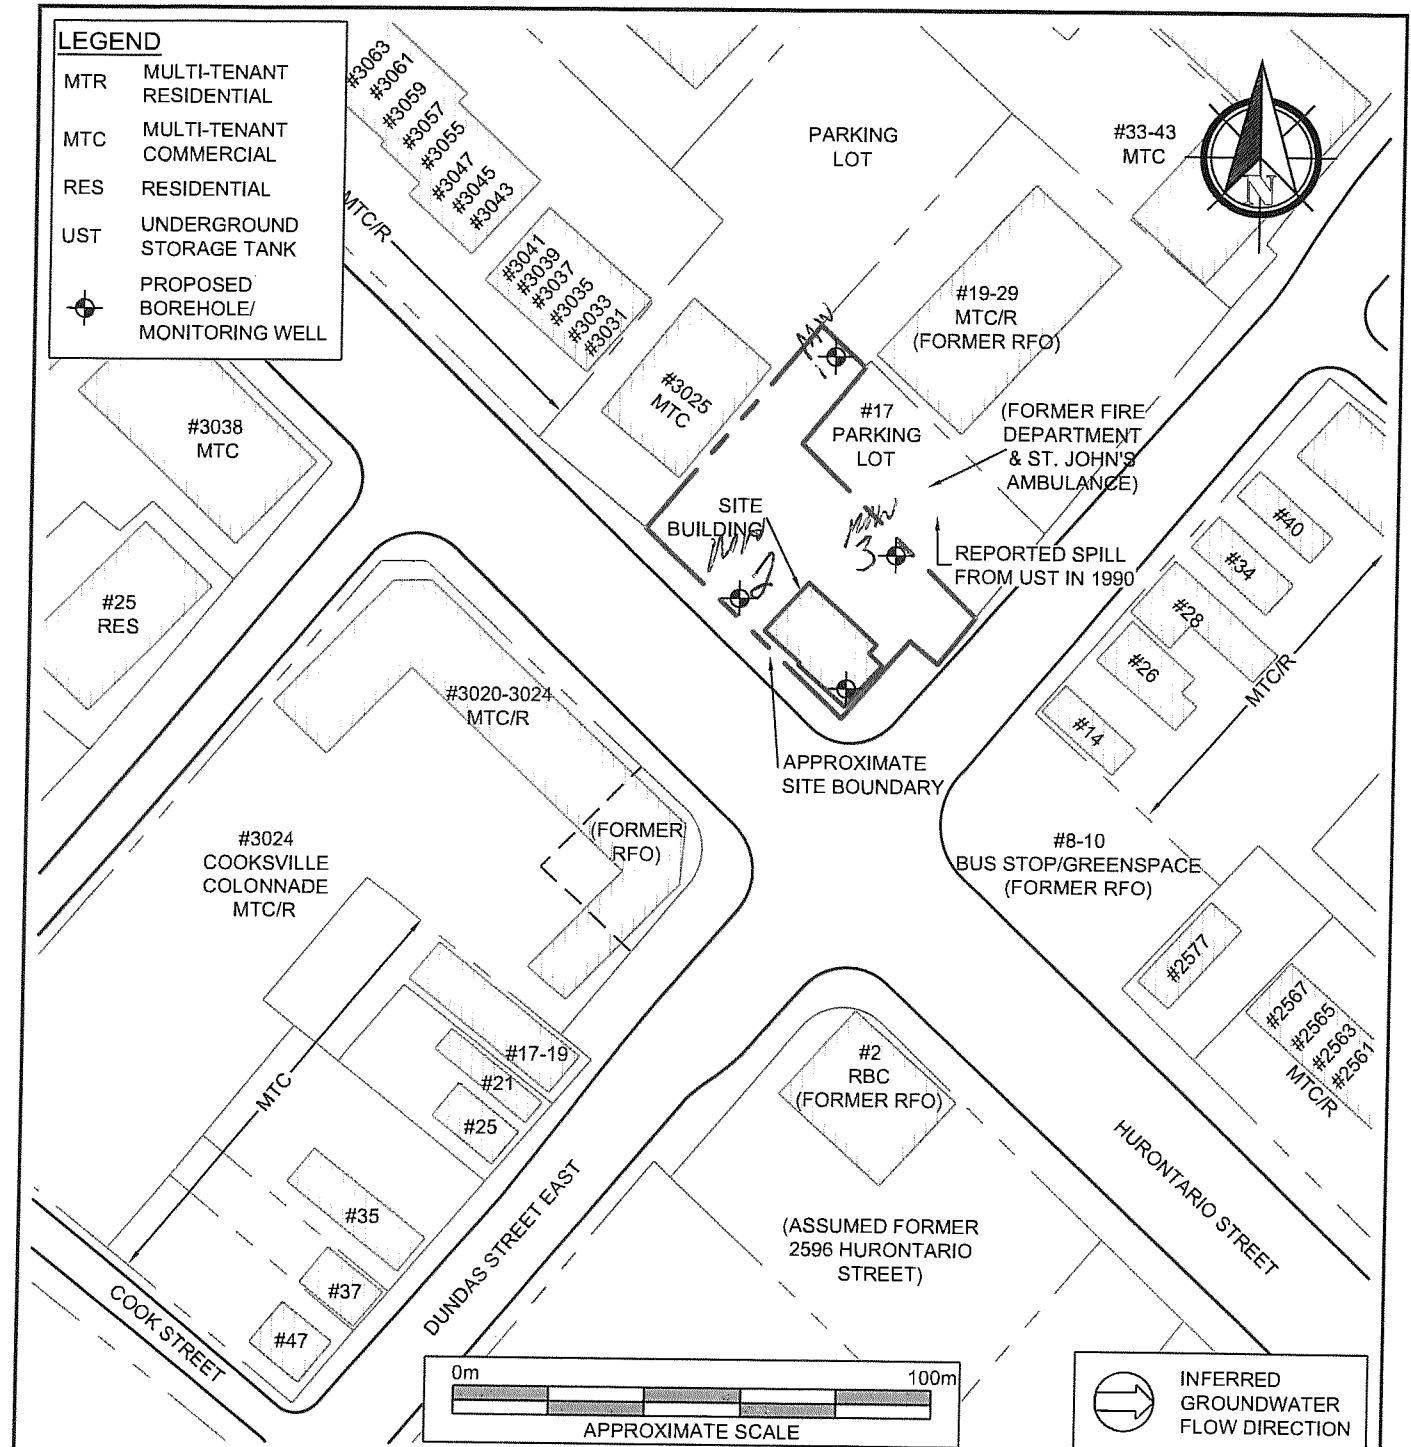 LEGEND
MTR MULTI-TENANT
RESIDENTIAL
MTC MULTI-TENANT
COMMERCIAL
RES RESIDENTIAL
UST UNDERGROUND
STORAGE TANK
PROPOSED
BOREHOLE/
MONITORING WELL
#3063
#3061
#3059
#3057
#3055
#3047
#3045
#3043
MTC/R
#3041
#3039
#3037
#3035
#3033
#3031
PARKING
LOT
#33-43
MTC
N
#19-29
MTC/R
(FORMER RFO)
MW
#3025
MTC
#17
PARKING
LOT
(FORMER FIRE
DEPARTMENT
& ST. JOHN'S
AMBULANCE)
#3038
MTC
SITE
BUILDING
MW
2
MW
3
REPORTED SPILL
FROM UST IN 1990
#40
#34
#28
#26
#14
MTC/R
#25
RES
#3020-3024
MTC/R
APPROXIMATE
SITE BOUNDARY
(FORMER
RFO)
#3024
COOKSVILLE
COLONNADE
MTC/R
#8-10
BUS STOP/GREENSPACE
(FORMER RFO)
#2577
#2567
#2565
#2563
#2561
MTC/R
#17-19
#21
#25
MTC
#2
RBC
(FORMER RFO)
#35
#37
#47
COOK STREET
DUNDAS STREET EAST
(ASSUMED FORMER
2596 HURONTARIO
STREET)
HURONTARIO STREET
0m 100m
APPROXIMATE SCALE
INFERRED
GROUNDWATER
FLOW DIRECTION